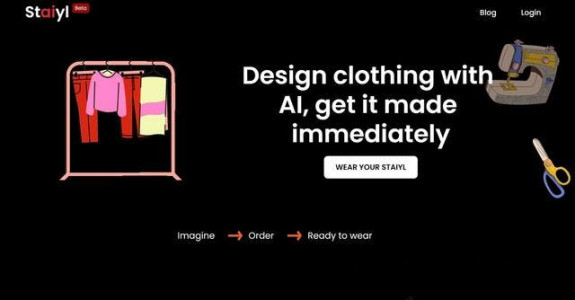 Staiyl Beta
Blog Login
Design clothing with
AI, get it made
immediately
WEAR YOUR STAIYL
Imagine → Order → Ready to wear